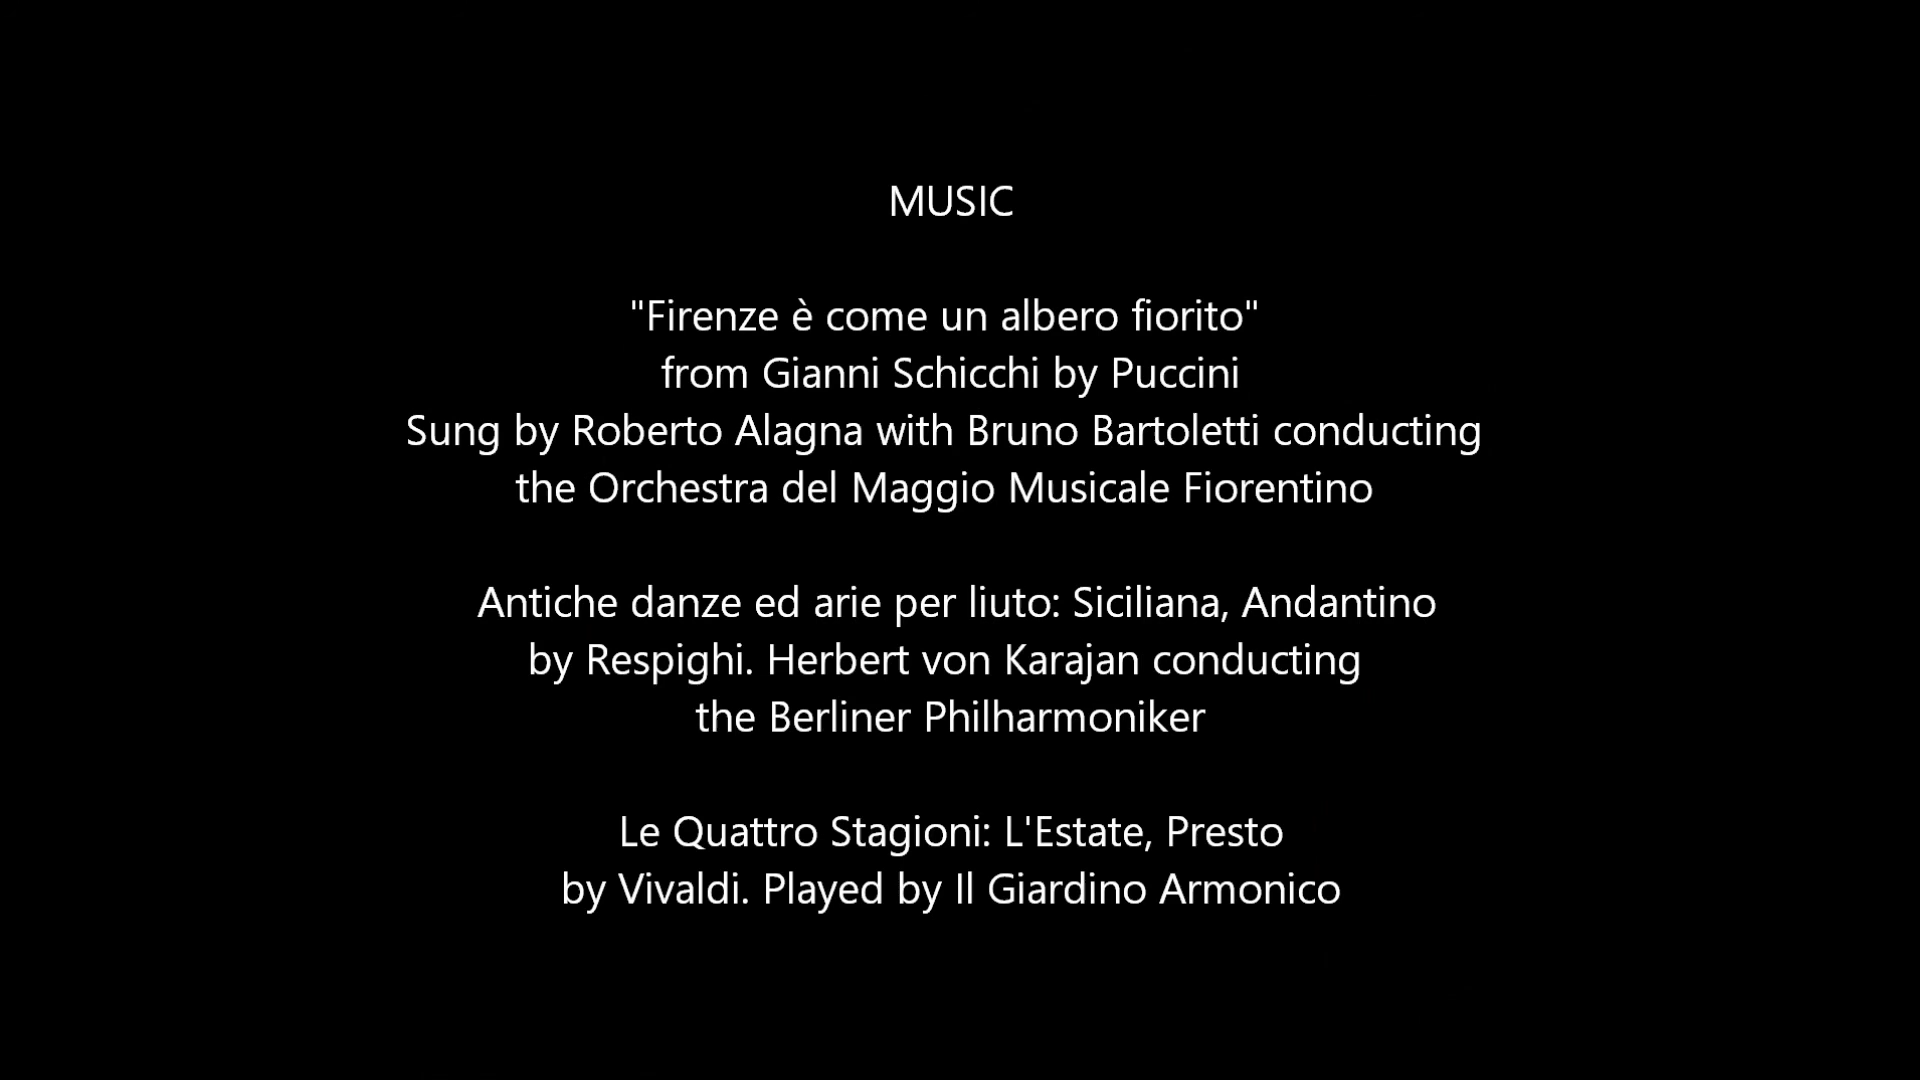 MUSIC
"Firenze è come un albero fiorito"
from Gianni Schicchi by Puccini
Sung by Roberto Alagna with Bruno Bartoletti conducting
the Orchestra del Maggio Musicale Fiorentino
Antiche danze ed arie per liuto: Siciliana, Andantino
by Respighi. Herbert von Karajan conducting
the Berliner Philharmoniker
Le Quattro Stagioni: L'Estate, Presto
by Vivaldi. Played by Il Giardino Armonico